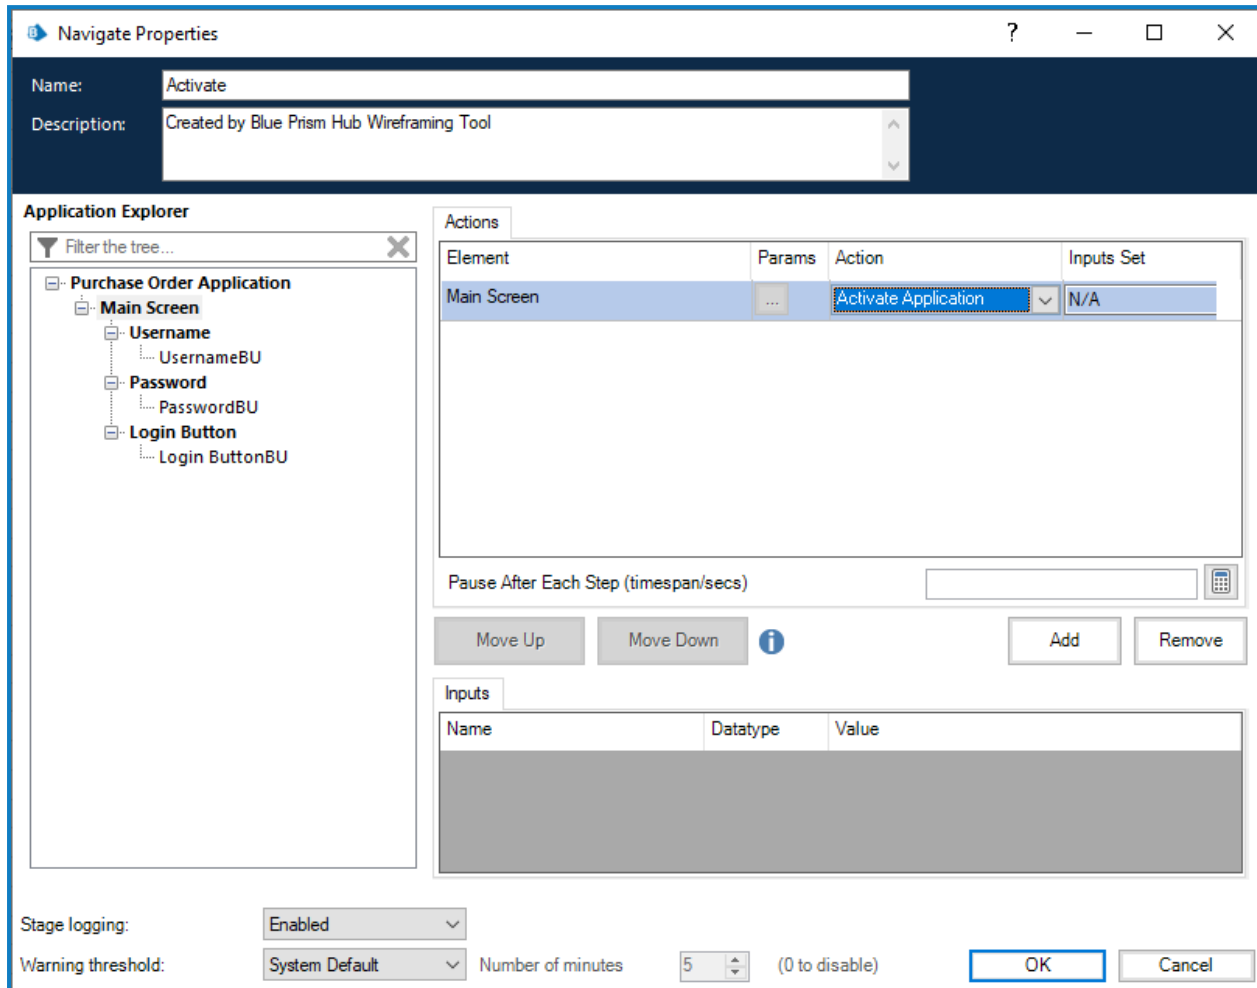 Navigate Properties
Name: Activate
Description: Created by Blue Prism Hub Wireframing Tool
Application Explorer
Filter the tree...
Purchase Order Application
Main Screen
Username
UsernameBU
Password
PasswordBU
Login Button
Login ButtonBU
Actions
Element Params Action Inputs Set
Main Screen ... Activate Application N/A
Pause After Each Step (timespan/secs)
Move Up Move Down Add Remove
Inputs
Name Datatype Value
Stage logging: Enabled
Warning threshold: System Default Number of minutes 5 (0 to disable) OK Cancel